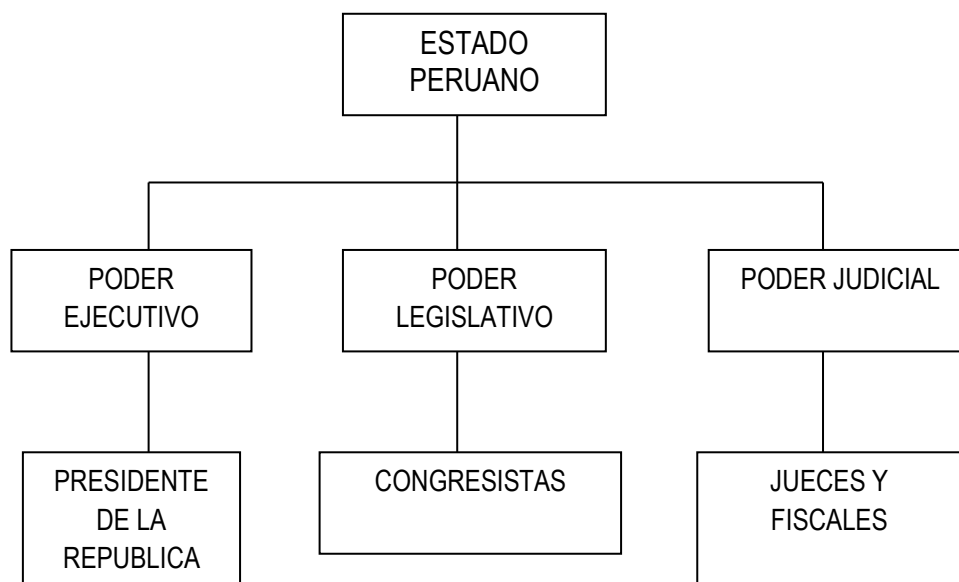 ESTADO
PERUANO
PODER
EJECUTIVO
PODER
LEGISLATIVO
PODER JUDICIAL
PRESIDENTE
DE LA
REPUBLICA
CONGRESISTAS
JUECES Y
FISCALES